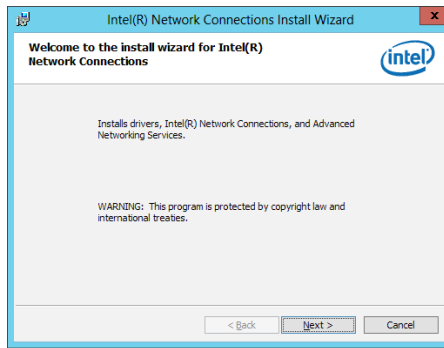 Intel(R) Network Connections Install Wizard
x
Welcome to the install wizard for Intel(R)
Network Connections
intel
Installs drivers, Intel(R) Network Connections, and Advanced
Networking Services.
WARNING: This program is protected by copyright law and
international treaties.
< Back
Next >
Cancel